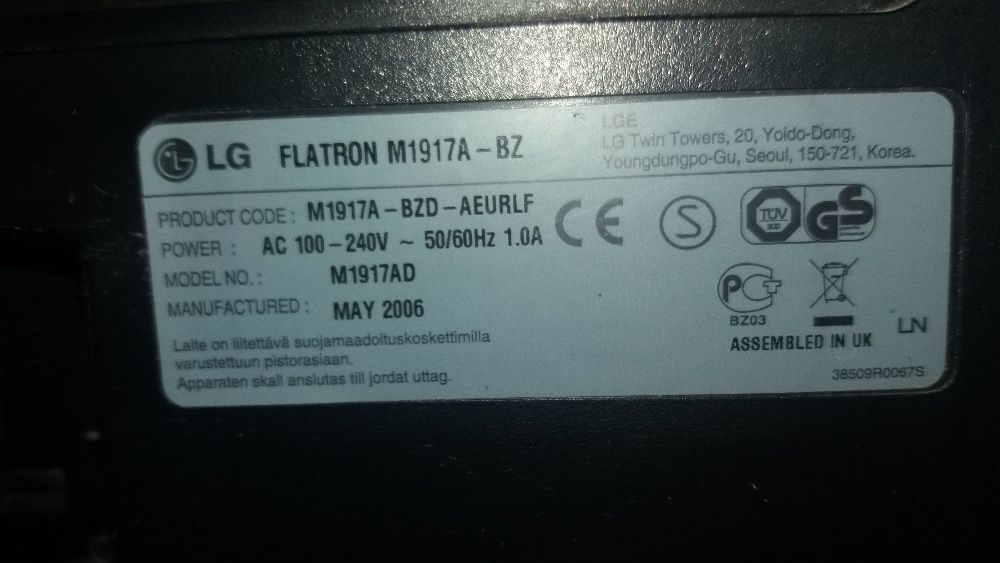 LG FLATRON M1917A-BZ
LGE
LG Twin Towers, 20, Yoido-Dong,
Youngdungpo-Gu, Seoul, 150-721, Korea.
PRODUCT CODE: M1917A-BZD-AEURLF
POWER: AC 100-240V ~ 50/60Hz 1.0A
MODEL NO.: M1917AD
MANUFACTURED: MAY 2006
Laite on liitettävä suojamaadoituskoskettimilla
varustettuun pistorasiaan.
Apparaten skall anslutas till jordat uttag.
CE
S
TÜV
GS
PCT
BZ03
ASSEMBLED IN UK
LN
38509R0067S